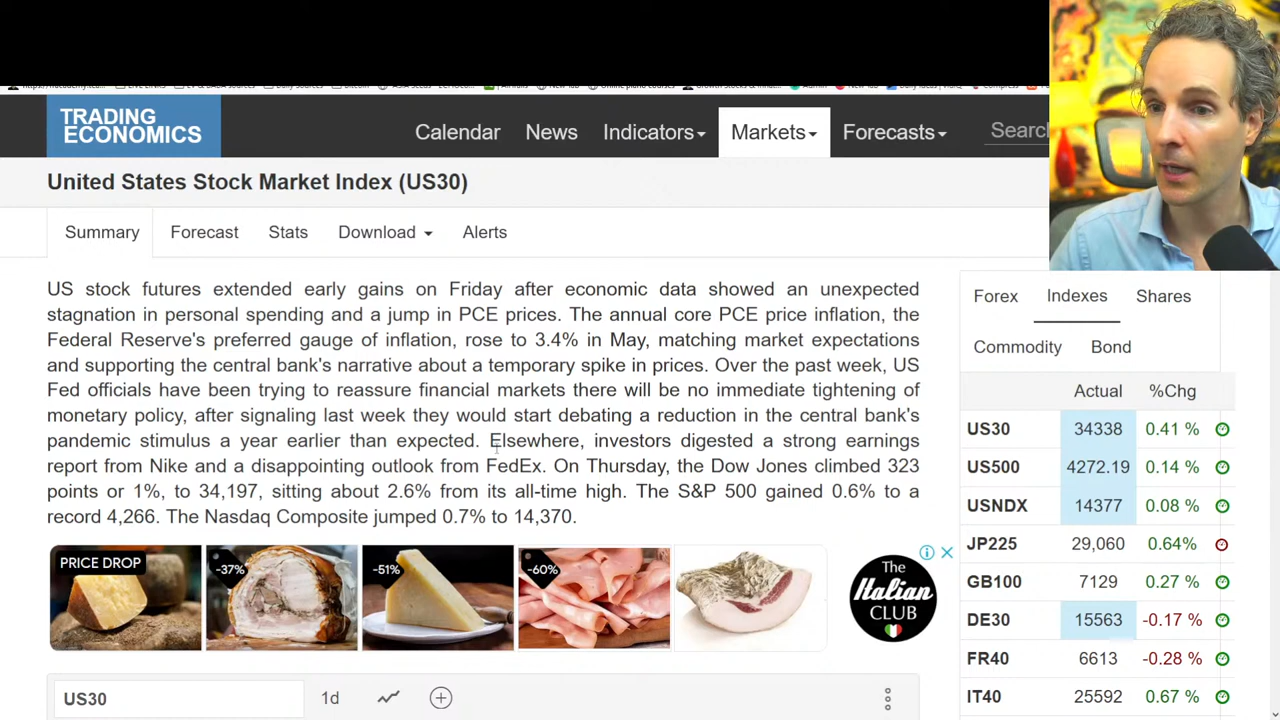 TRADING
ECONOMICS
Calendar
News
Indicators
Markets
Forecasts
Search
United States Stock Market Index (US30)
Summary
Forecast
Stats
Download
Alerts
US stock futures extended early gains on Friday after economic data showed an unexpected
stagnation in personal spending and a jump in PCE prices. The annual core PCE price inflation, the
Federal Reserve's preferred gauge of inflation, rose to 3.4% in May, matching market expectations
and supporting the central bank's narrative about a temporary spike in prices. Over the past week, US
Fed officials have been trying to reassure financial markets there will be no immediate tightening of
monetary policy, after signaling last week they would start debating a reduction in the central bank's
pandemic stimulus a year earlier than expected. Elsewhere, investors digested a strong earnings
report from Nike and a disappointing outlook from FedEx. On Thursday, the Dow Jones climbed 323
points or 1%, to 34,197, sitting about 2.6% from its all-time high. The S&P 500 gained 0.6% to a
record 4,266. The Nasdaq Composite jumped 0.7% to 14,370.
PRICE DROP
-37%
-51%
-60%
The
Italian
CLUB
US30
1d
Forex Indexes Shares
Commodity Bond
Actual %Chg
US30 34338 0.41 %
US500 4272.19 0.14 %
USNDX 14377 0.08 %
JP225 29,060 0.64%
GB100 7129 0.27 %
DE30 15563 -0.17 %
FR40 6613 -0.28 %
IT40 25592 0.67 %